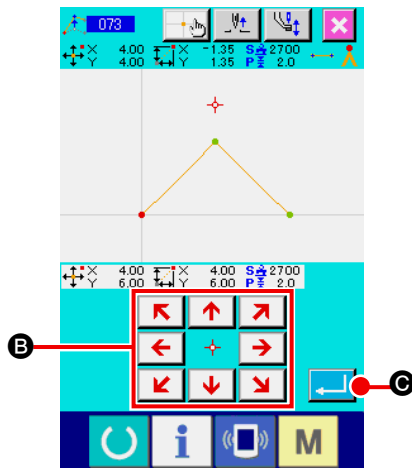 073
X 4.00 X -1.35 S 2700
Y 4.00 Y 1.35 P 2.0
X 4.00 X 4.00 S 2700
Y 6.00 Y 6.00 P 2.0
B
C
i M